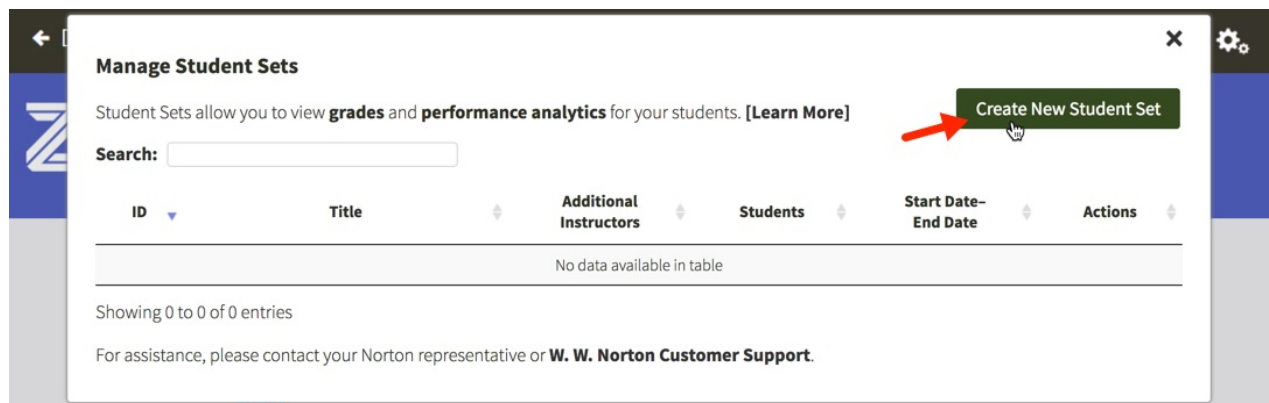 Manage Student Sets
Student Sets allow you to view grades and performance analytics for your students. [Learn More]
Create New Student Set
Search:
ID
Title
Additional
Instructors
Students
Start Date–
End Date
Actions
No data available in table
Showing 0 to 0 of 0 entries
For assistance, please contact your Norton representative or W. W. Norton Customer Support.